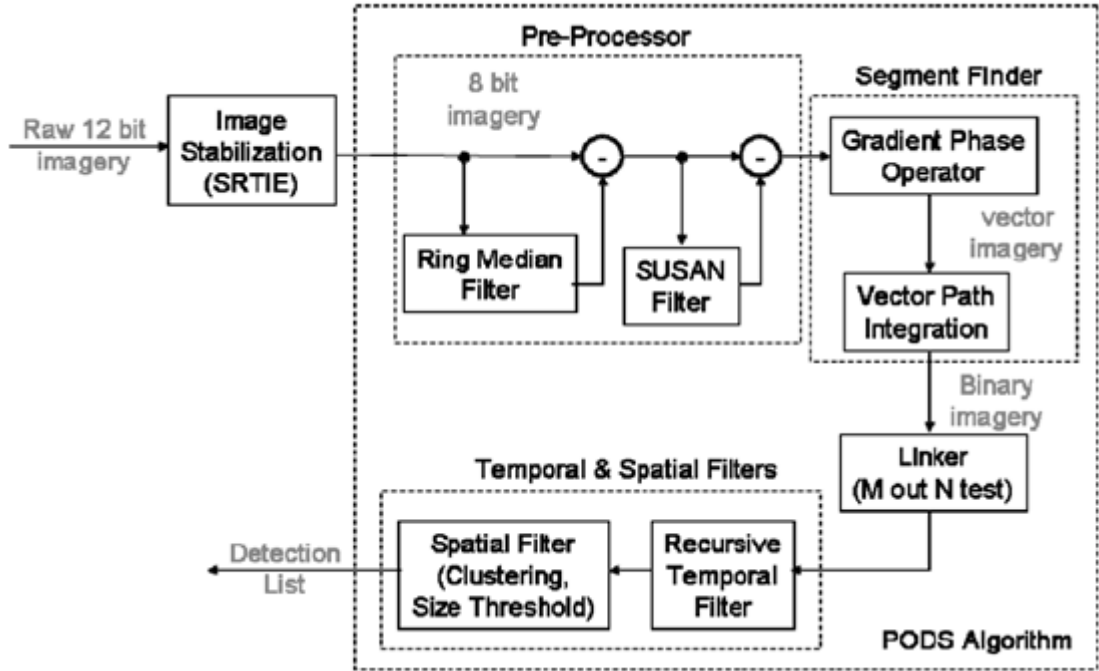 Pre-Processor
8 bit
imagery
Segment Finder
Raw 12 bit
imagery
Image
Stabilization
(SRTIE)
-
-
Gradient Phase
Operator
vector
imagery
Ring Median
Filter
SUSAN
Filter
Vector Path
Integration
Binary
imagery
Linker
(M out N test)
Temporal & Spatial Filters
Detection
List
Spatial Filter
(Clustering,
Size Threshold)
Recursive
Temporal
Filter
PODS Algorithm